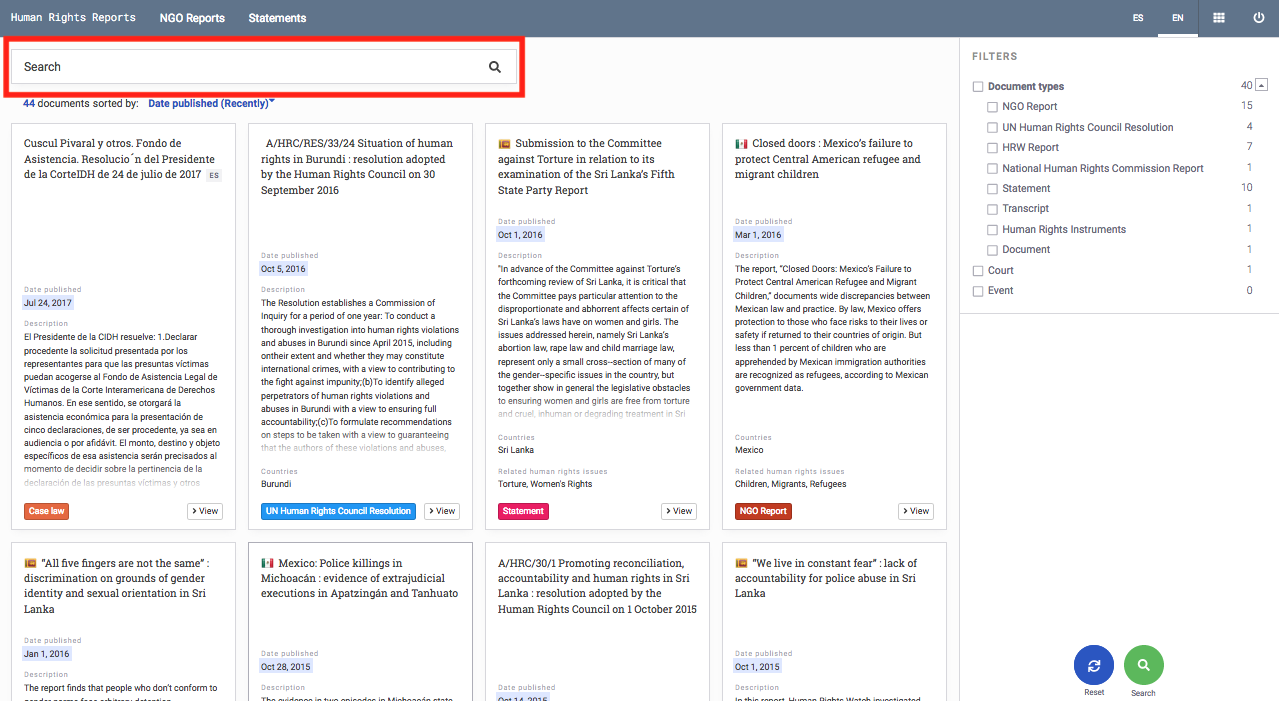 Human Rights Reports NGO Reports Statements ES EN
Search
44 documents sorted by: Date published (Recently)
Cuscul Pivaral y otros. Fondo de
Asistencia. Resolucio´n del Presidente
de la CorteIDH de 24 de julio de 2017 ES
Date published
Jul 24, 2017
Description
El Presidente de la CIDH resuelve: 1.Declarar
procedente la solicitud presentada por los
representantes para que las presuntas víctimas
puedan acogerse al Fondo de Asistencia Legal de
Víctimas de la Corte Interamericana de Derechos
Humanos. En ese sentido, se otorgará la
asistencia económica para la presentación de
cinco declaraciones, de ser procedente, ya sea en
audiencia o por afidávit. El monto, destino y objeto
específicos de esa asistencia serán precisados al
momento de decidir sobre la pertinencia de la
declaración de las presuntas víctimas y otros
Case law View
A/HRC/RES/33/24 Situation of human
rights in Burundi : resolution adopted
by the Human Rights Council on 30
September 2016
Date published
Oct 5, 2016
Description
The Resolution establishes a Commission of
Inquiry for a period of one year: To conduct a
thorough investigation into human rights violations
and abuses in Burundi since April 2015, including
ontheir extent and whether they may constitute
international crimes, with a view to contributing to
the fight against impunity;(b)To identify alleged
perpetrators of human rights violations and
abuses in Burundi with a view to ensuring full
accountability;(c)To formulate recommendations
on steps to be taken with a view to guaranteeing
that the authors of these violations and abuses,
Countries
Burundi
UN Human Rights Council Resolution View
Submission to the Committee
against Torture in relation to its
examination of the Sri Lanka's Fifth
State Party Report
Date published
Oct 1, 2016
Description
"In advance of the Committee against Torture's
forthcoming review of Sri Lanka, it is critical that
the Committee pays particular attention to the
disproportionate and abhorrent affects certain of
Sri Lanka's laws have on women and girls. The
issues addressed herein, namely Sri Lanka's
abortion law, rape law and child marriage law,
represent only a small cross--section of many of
the gender--specific issues in the country, but
together show in general the legislative obstacles
to ensuring women and girls are free from torture
and cruel, inhuman or degrading treatment in Sri
Countries
Sri Lanka
Related human rights issues
Torture, Women's Rights
Statement View
Closed doors : Mexico's failure to
protect Central American refugee and
migrant children
Date published
Mar 1, 2016
Description
The report, "Closed Doors: Mexico's Failure to
Protect Central American Refugee and Migrant
Children," documents wide discrepancies between
Mexican law and practice. By law, Mexico offers
protection to those who face risks to their lives or
safety if returned to their countries of origin. But
less than 1 percent of children who are
apprehended by Mexican immigration authorities
are recognized as refugees, according to Mexican
government data.
Countries
Mexico
Related human rights issues
Children, Migrants, Refugees
NGO Report View
"All five fingers are not the same" :
discrimination on grounds of gender
identity and sexual orientation in Sri
Lanka
Date published
Jan 1, 2016
Description
The report finds that people who don't conform to
gender norms face arbitrary detention,
Mexico: Police killings in
Michoacán : evidence of extrajudicial
executions in Apatzingán and Tanhuato
Date published
Oct 28, 2015
Description
The evidence in two episodes in Michoacán state
A/HRC/30/1 Promoting reconciliation,
accountability and human rights in Sri
Lanka : resolution adopted by the
Human Rights Council on 1 October 2015
Date published
Oct 14, 2015
"We live in constant fear" : lack of
accountability for police abuse in Sri
Lanka
Date published
Oct 1, 2015
Description
In this report, Human Rights Watch investigated
FILTERS
Document types 40
NGO Report 15
UN Human Rights Council Resolution 4
HRW Report 7
National Human Rights Commission Report 1
Statement 10
Transcript 1
Human Rights Instruments 1
Document 1
Court 1
Event 0
Reset Search